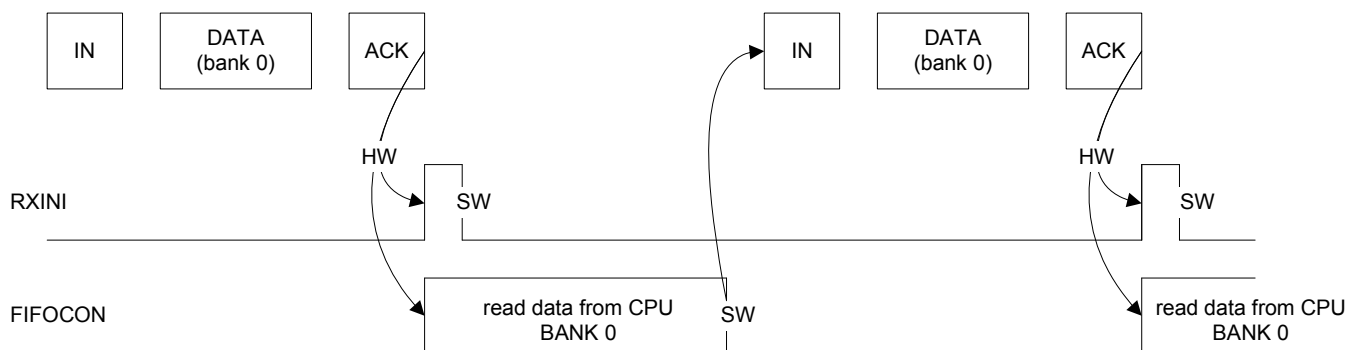 IN
DATA
(bank 0)
ACK
IN
DATA
(bank 0)
ACK
HW
HW
RXINI
SW
SW
FIFOCON
read data from CPU
BANK 0
SW
read data from CPU
BANK 0